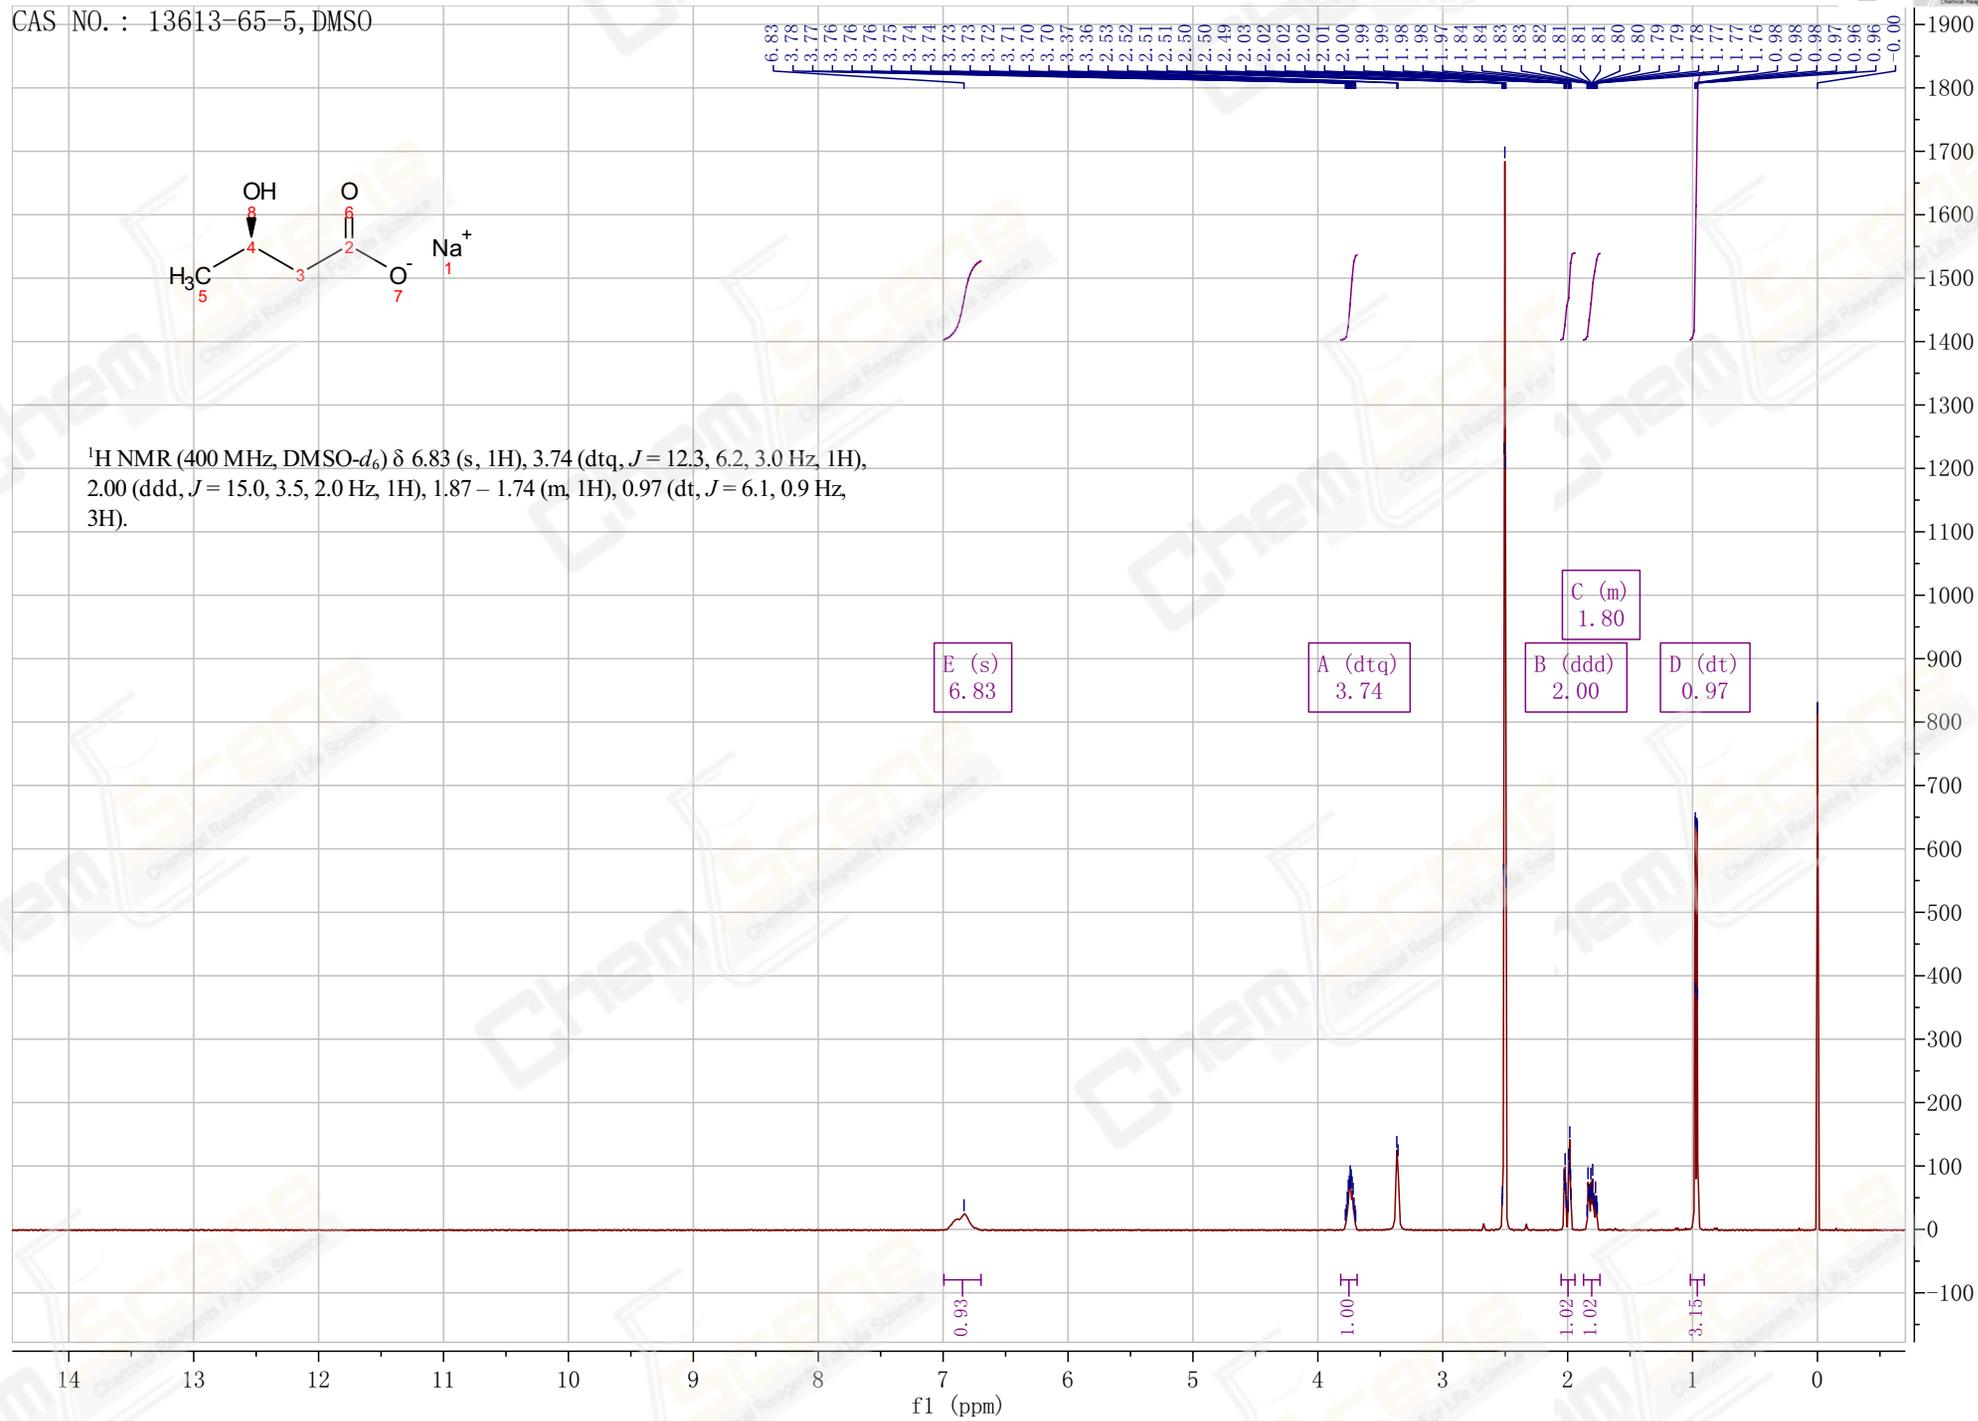 CAS NO.: 13613-65-5,DMSO
6.83 3.78 3.77 3.76 3.76 3.76 3.75 3.74 3.74 3.73 3.73 3.72 3.71 3.70 3.70 3.37 3.36 2.53 2.52 2.51 2.51 2.50 2.50 2.49 2.03 2.02 2.02 2.02 2.01 2.00 1.99 1.99 1.98 1.98 1.97 1.84 1.84 1.83 1.83 1.82 1.81 1.81 1.81 1.80 1.80 1.79 1.79 1.78 1.77 1.77 1.76 0.98 0.98 0.98 0.97 0.96 0.96 -0.00
OH O
8 6
4 2 Na+
H3C 3 O- 1
5 7
1H NMR (400 MHz, DMSO-d6) δ 6.83 (s, 1H), 3.74 (dtq, J = 12.3, 6.2, 3.0 Hz, 1H),
2.00 (ddd, J = 15.0, 3.5, 2.0 Hz, 1H), 1.87 – 1.74 (m, 1H), 0.97 (dt, J = 6.1, 0.9 Hz,
3H).
C (m)
1.80
E (s) A (dtq) B (ddd) D (dt)
6.83 3.74 2.00 0.97
0.93 1.00 1.02 1.02 3.15
14 13 12 11 10 9 8 7 6 5 4 3 2 1 0
f1 (ppm)
1900
1800
1700
1600
1500
1400
1300
1200
1100
1000
900
800
700
600
500
400
300
200
100
0
-100
ChemScene
Chemical Reagents For Life Science